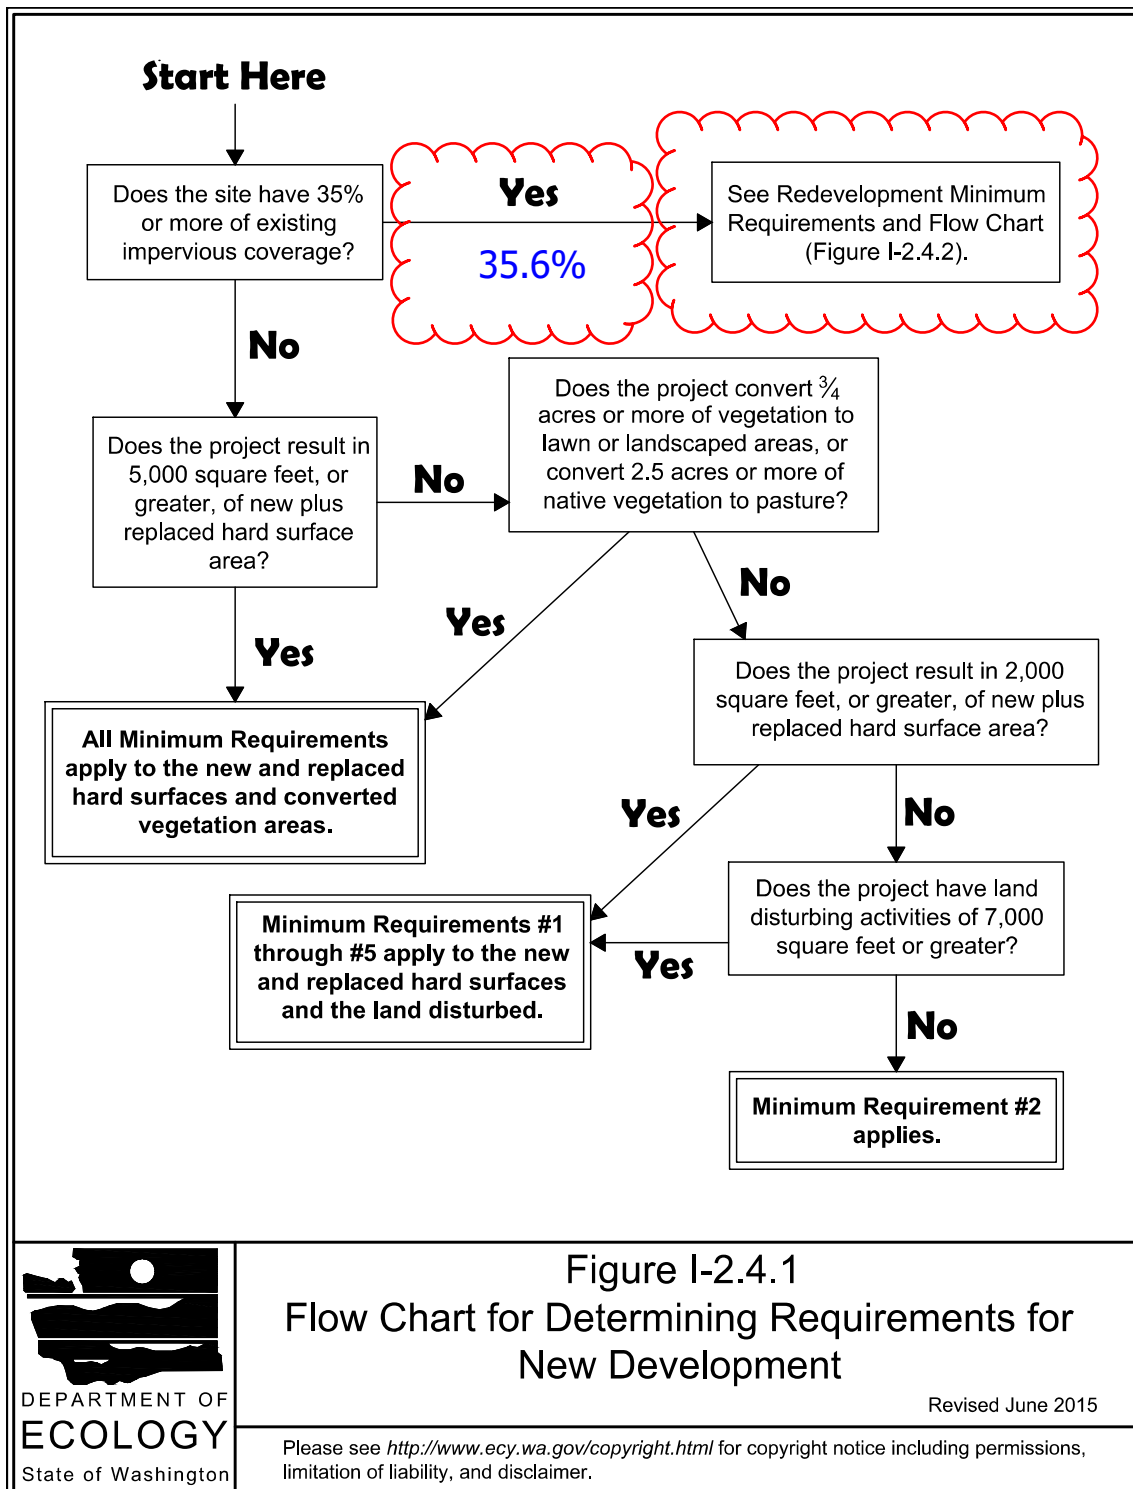 Start Here
Does the site have 35%
or more of existing
impervious coverage?
Yes
35.6%
See Redevelopment Minimum
Requirements and Flow Chart
(Figure I-2.4.2).
No
Does the project result in
5,000 square feet, or
greater, of new plus
replaced hard surface
area?
No
Does the project convert ¾
acres or more of vegetation to
lawn or landscaped areas, or
convert 2.5 acres or more of
native vegetation to pasture?
Yes
Yes
No
All Minimum Requirements
apply to the new and replaced
hard surfaces and converted
vegetation areas.
Does the project result in 2,000
square feet, or greater, of new plus
replaced hard surface area?
Yes
No
Minimum Requirements #1
through #5 apply to the new
and replaced hard surfaces
and the land disturbed.
Yes
Does the project have land
disturbing activities of 7,000
square feet or greater?
No
Minimum Requirement #2
applies.
DEPARTMENT OF
ECOLOGY
State of Washington
Figure I-2.4.1
Flow Chart for Determining Requirements for
New Development
Revised June 2015
Please see http://www.ecy.wa.gov/copyright.html for copyright notice including permissions,
limitation of liability, and disclaimer.